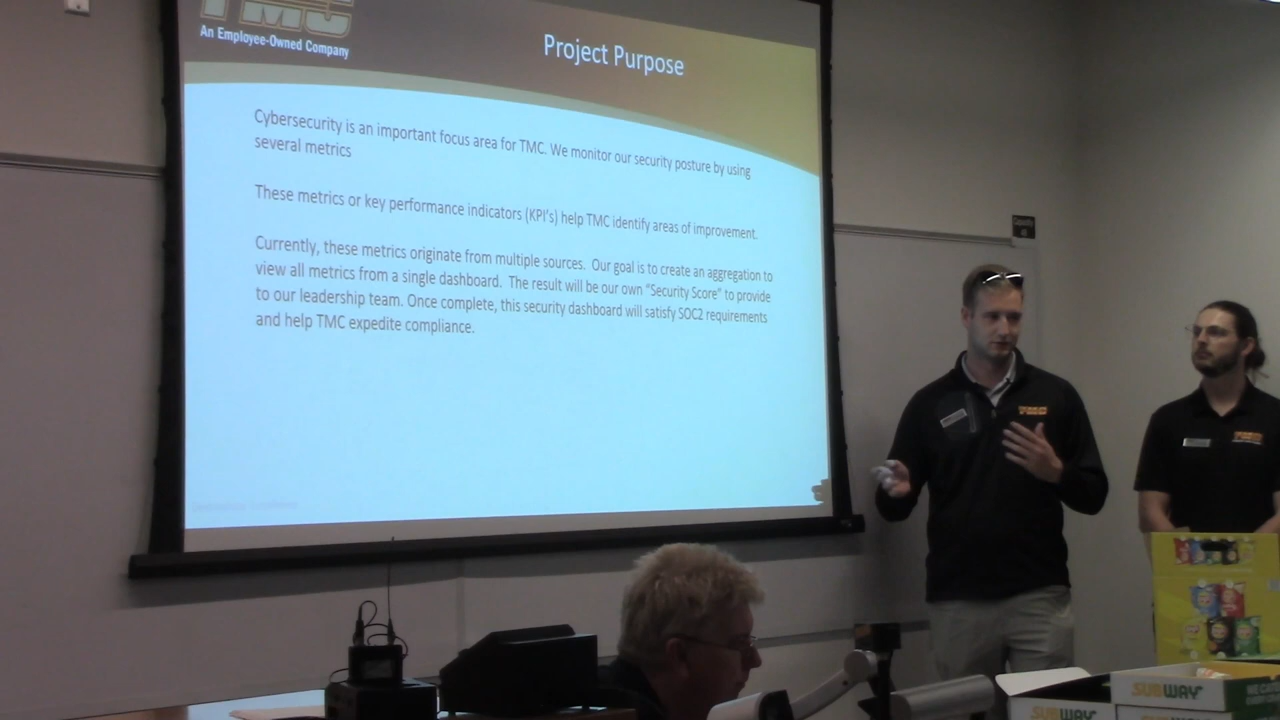 TMC
An Employee-Owned Company
Project Purpose
Cybersecurity is an important focus area for TMC. We monitor our security posture by using
several metrics
These metrics or key performance indicators (KPI's) help TMC identify areas of improvement.
Currently, these metrics originate from multiple sources. Our goal is to create an aggregation to
view all metrics from a single dashboard. The result will be our own "Security Score" to provide
to our leadership team. Once complete, this security dashboard will satisfy SOC2 requirements
and help TMC expedite compliance.
TMC
TMC
SUBWAY
SUBWAY